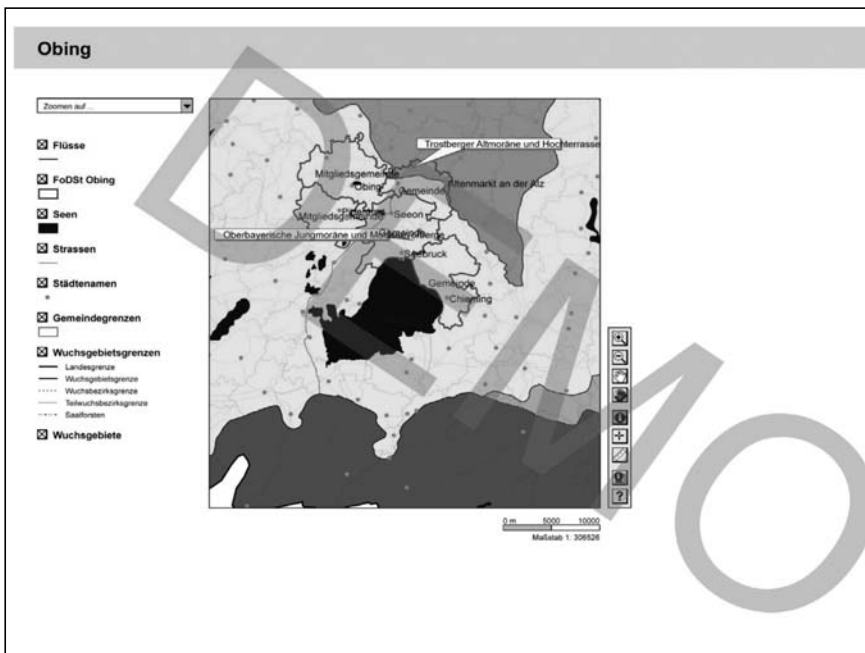 Obing
Zoomen auf ...
Flüsse
FoDSt Obing
Seen
Strassen
Städtenamen
Gemeindegrenzen
Wuchsgebietsgrenzen
Landesgrenze
Wuchsgebietsgrenze
Wuchsbezirksgrenze
Teilwuchsbezirksgrenze
Saalforsten
Wuchsgebiete
Trostberger Altmoräne und Hochterrasse
Mitgliedsgemeinde
Obing
Gemeinde
Altenmarkt an der Alz
Mitgliedsgemeinde
Seeon
Oberbayerische Jungmoräne und
Gemeinde
Seebruck
Gemeinde
Chieming
?
0 m 5000 10000
Maßstab 1: 306526
DEMO